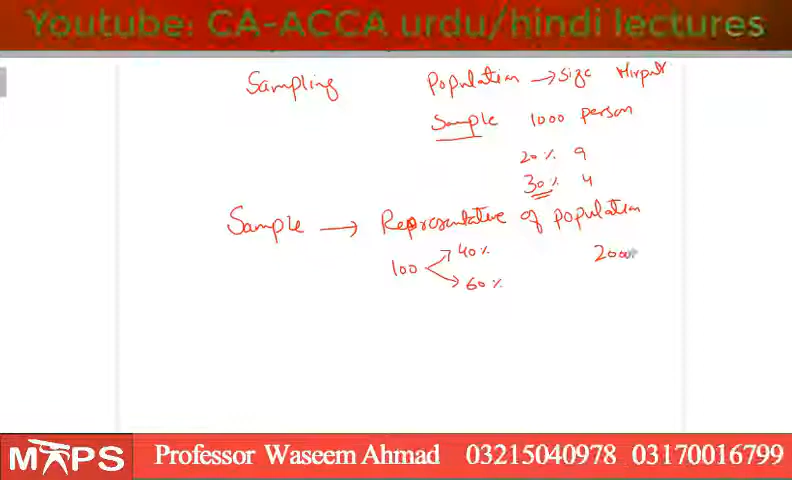 Youtube: CA-ACCA urdu/hindi lectures
Sampling Population → Size
Sample 1000 person
20% 9
30% 4
Sample → Representative of population
100 40% 2000
60%
MAPS Professor Waseem Ahmad 03215040978 03170016799